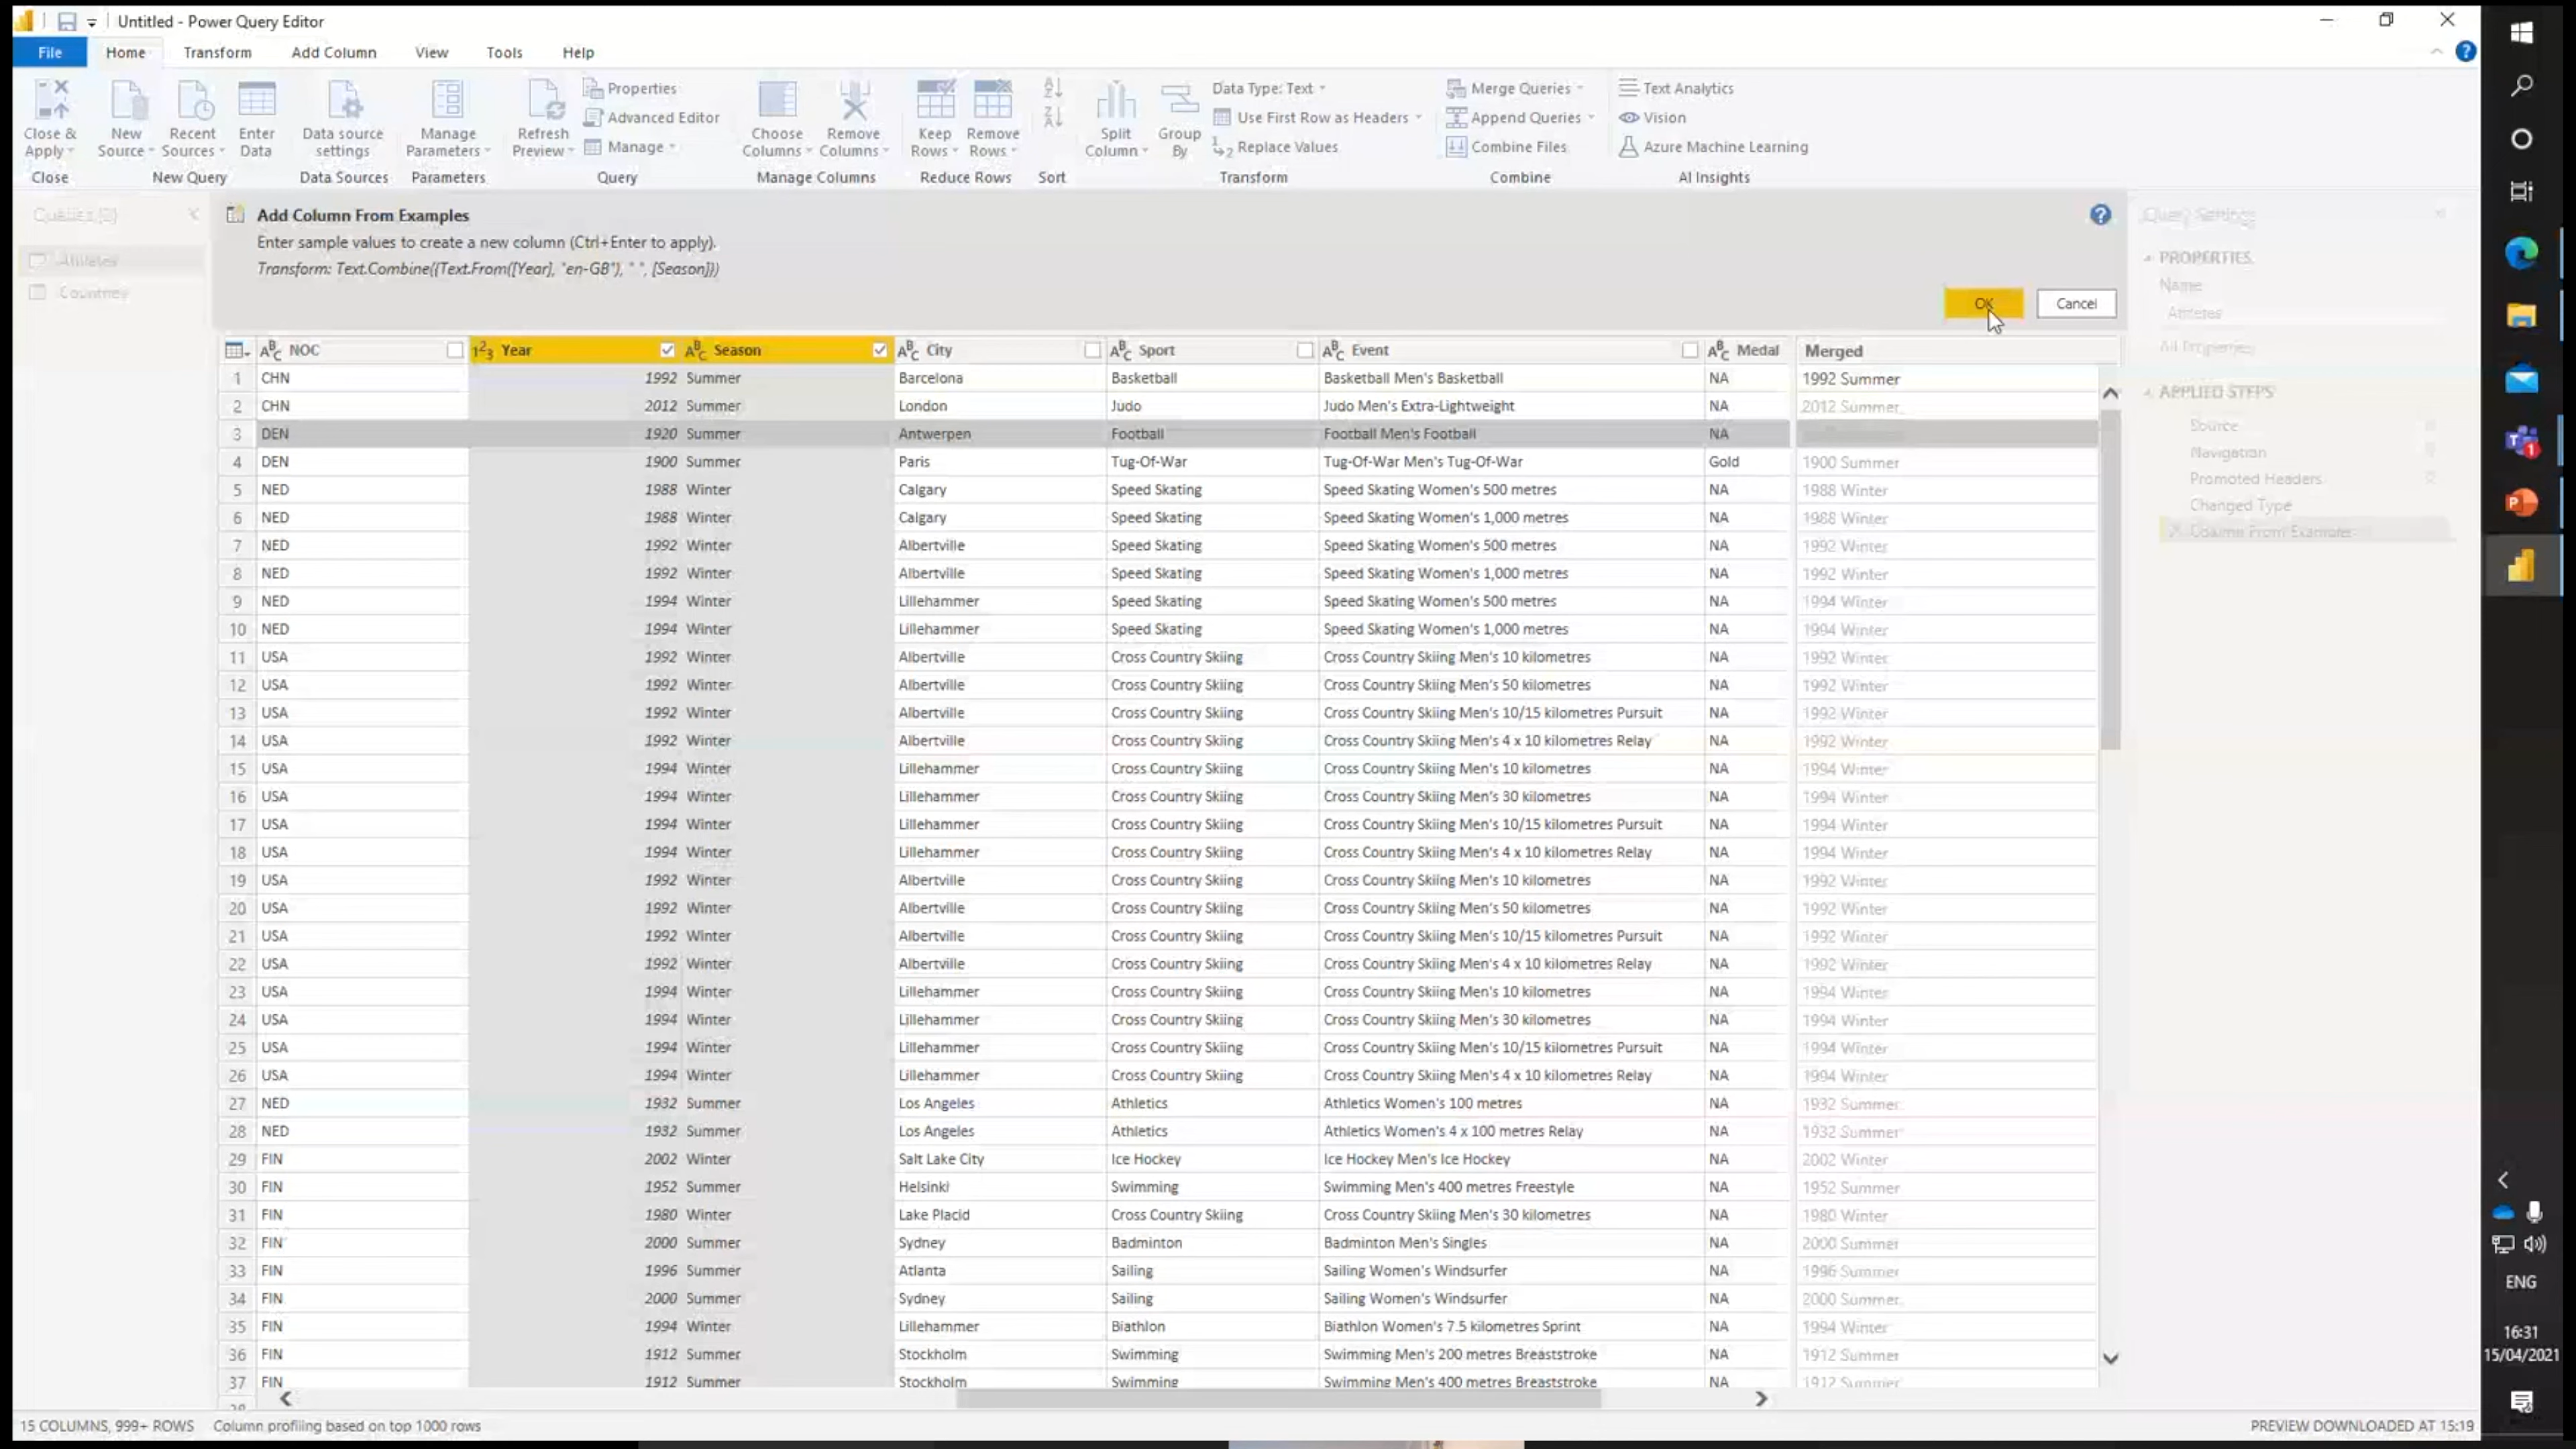 Untitled - Power Query Editor
File Home Transform Add Column View Tools Help
Close & Apply
New Source
Recent Sources
Enter Data
Data source settings
Manage Parameters
Refresh Preview
Properties
Advanced Editor
Manage
Choose Columns
Remove Columns
Keep Rows
Remove Rows
Split Column
Group By
Data Type: Text
Use First Row as Headers
Replace Values
Merge Queries
Append Queries
Combine Files
Text Analytics
Vision
Azure Machine Learning
Close New Query Data Sources Parameters Query Manage Columns Reduce Rows Sort Transform Combine AI Insights
Add Column From Examples
Enter sample values to create a new column (Ctrl+Enter to apply).
Transform: Text.Combine({Text.From([Year], "en-GB"), " ", [Season]})
OK Cancel
Athletes
Countries
Query Settings
PROPERTIES
Name
Athletes
All Properties
APPLIED STEPS
Source
Navigation
Promoted Headers
Changed Type
Column From Examples
NOC Year Season City Sport Event Medal Merged
1 CHN 1992 Summer Barcelona Basketball Basketball Men's Basketball NA 1992 Summer
2 CHN 2012 Summer London Judo Judo Men's Extra-Lightweight NA 2012 Summer
3 DEN 1920 Summer Antwerpen Football Football Men's Football NA
4 DEN 1900 Summer Paris Tug-Of-War Tug-Of-War Men's Tug-Of-War Gold 1900 Summer
5 NED 1988 Winter Calgary Speed Skating Speed Skating Women's 500 metres NA 1988 Winter
6 NED 1988 Winter Calgary Speed Skating Speed Skating Women's 1,000 metres NA 1988 Winter
7 NED 1992 Winter Albertville Speed Skating Speed Skating Women's 500 metres NA 1992 Winter
8 NED 1992 Winter Albertville Speed Skating Speed Skating Women's 1,000 metres NA 1992 Winter
9 NED 1994 Winter Lillehammer Speed Skating Speed Skating Women's 500 metres NA 1994 Winter
10 NED 1994 Winter Lillehammer Speed Skating Speed Skating Women's 1,000 metres NA 1994 Winter
11 USA 1992 Winter Albertville Cross Country Skiing Cross Country Skiing Men's 10 kilometres NA 1992 Winter
12 USA 1992 Winter Albertville Cross Country Skiing Cross Country Skiing Men's 50 kilometres NA 1992 Winter
13 USA 1992 Winter Albertville Cross Country Skiing Cross Country Skiing Men's 10/15 kilometres Pursuit NA 1992 Winter
14 USA 1992 Winter Albertville Cross Country Skiing Cross Country Skiing Men's 4 x 10 kilometres Relay NA 1992 Winter
15 USA 1994 Winter Lillehammer Cross Country Skiing Cross Country Skiing Men's 10 kilometres NA 1994 Winter
16 USA 1994 Winter Lillehammer Cross Country Skiing Cross Country Skiing Men's 30 kilometres NA 1994 Winter
17 USA 1994 Winter Lillehammer Cross Country Skiing Cross Country Skiing Men's 10/15 kilometres Pursuit NA 1994 Winter
18 USA 1994 Winter Lillehammer Cross Country Skiing Cross Country Skiing Men's 4 x 10 kilometres Relay NA 1994 Winter
19 USA 1992 Winter Albertville Cross Country Skiing Cross Country Skiing Men's 10 kilometres NA 1992 Winter
20 USA 1992 Winter Albertville Cross Country Skiing Cross Country Skiing Men's 50 kilometres NA 1992 Winter
21 USA 1992 Winter Albertville Cross Country Skiing Cross Country Skiing Men's 10/15 kilometres Pursuit NA 1992 Winter
22 USA 1992 Winter Albertville Cross Country Skiing Cross Country Skiing Men's 4 x 10 kilometres Relay NA 1992 Winter
23 USA 1994 Winter Lillehammer Cross Country Skiing Cross Country Skiing Men's 10 kilometres NA 1994 Winter
24 USA 1994 Winter Lillehammer Cross Country Skiing Cross Country Skiing Men's 30 kilometres NA 1994 Winter
25 USA 1994 Winter Lillehammer Cross Country Skiing Cross Country Skiing Men's 10/15 kilometres Pursuit NA 1994 Winter
26 USA 1994 Winter Lillehammer Cross Country Skiing Cross Country Skiing Men's 4 x 10 kilometres Relay NA 1994 Winter
27 NED 1932 Summer Los Angeles Athletics Athletics Women's 100 metres NA 1932 Summer
28 NED 1932 Summer Los Angeles Athletics Athletics Women's 4 x 100 metres Relay NA 1932 Summer
29 FIN 2002 Winter Salt Lake City Ice Hockey Ice Hockey Men's Ice Hockey NA 2002 Winter
30 FIN 1952 Summer Helsinki Swimming Swimming Men's 400 metres Freestyle NA 1952 Summer
31 FIN 1980 Winter Lake Placid Cross Country Skiing Cross Country Skiing Men's 30 kilometres NA 1980 Winter
32 FIN 2000 Summer Sydney Badminton Badminton Men's Singles NA 2000 Summer
33 FIN 1996 Summer Atlanta Sailing Sailing Women's Windsurfer NA 1996 Summer
34 FIN 2000 Summer Sydney Sailing Sailing Women's Windsurfer NA 2000 Summer
35 FIN 1994 Winter Lillehammer Biathlon Biathlon Women's 7.5 kilometres Sprint NA 1994 Winter
36 FIN 1912 Summer Stockholm Swimming Swimming Men's 200 metres Breaststroke NA 1912 Summer
37 FIN 1912 Summer Stockholm Swimming Swimming Men's 400 metres Breaststroke NA 1912 Summer
15 COLUMNS, 999+ ROWS Column profiling based on top 1000 rows
PREVIEW DOWNLOADED AT 15:19
ENG
16:31
15/04/2021